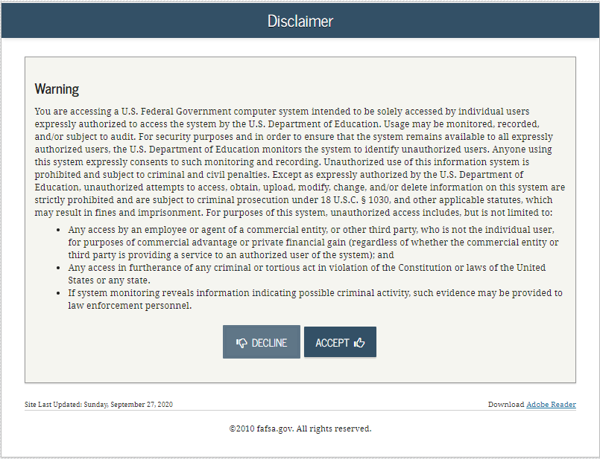 Disclaimer
Warning
You are accessing a U.S. Federal Government computer system intended to be solely accessed by individual users
expressly authorized to access the system by the U.S. Department of Education. Usage may be monitored, recorded,
and/or subject to audit. For security purposes and in order to ensure that the system remains available to all expressly
authorized users, the U.S. Department of Education monitors the system to identify unauthorized users. Anyone using
this system expressly consents to such monitoring and recording. Unauthorized use of this information system is
prohibited and subject to criminal and civil penalties. Except as expressly authorized by the U.S. Department of
Education, unauthorized attempts to access, obtain, upload, modify, change, and/or delete information on this system are
strictly prohibited and are subject to criminal prosecution under 18 U.S.C. § 1030, and other applicable statutes, which
may result in fines and imprisonment. For purposes of this system, unauthorized access includes, but is not limited to:
• Any access by an employee or agent of a commercial entity, or other third party, who is not the individual user,
for purposes of commercial advantage or private financial gain (regardless of whether the commercial entity or
third party is providing a service to an authorized user of the system); and
• Any access in furtherance of any criminal or tortious act in violation of the Constitution or laws of the United
States or any state.
• If system monitoring reveals information indicating possible criminal activity, such evidence may be provided to
law enforcement personnel.
DECLINE ACCEPT
Site Last Updated: Sunday, September 27, 2020 Download Adobe Reader
©2010 fafsa.gov. All rights reserved.